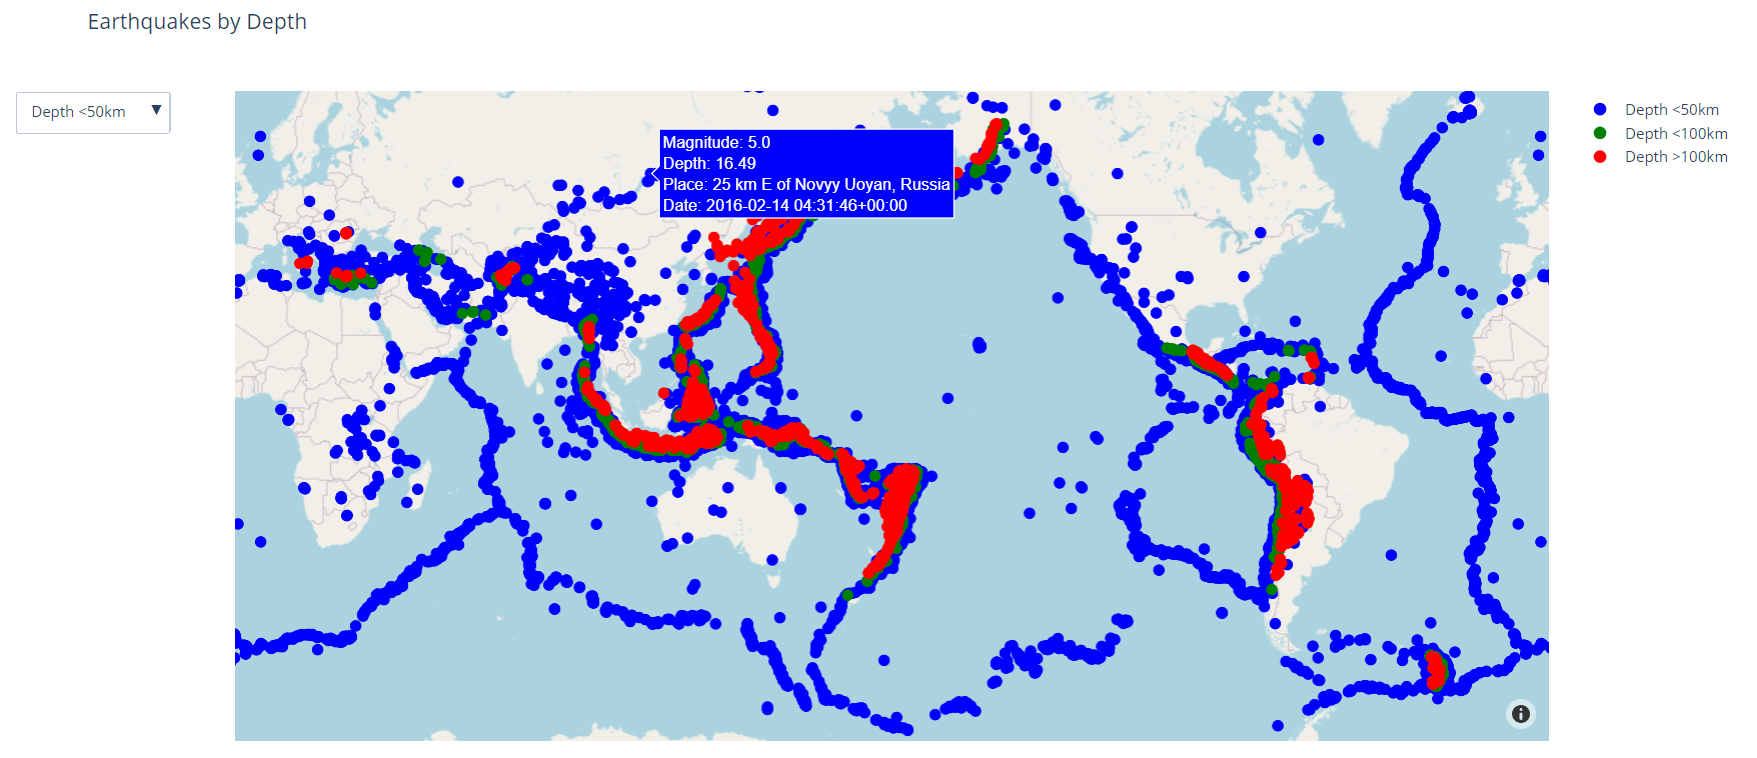 Earthquakes by Depth
Depth <50km ▼
Magnitude: 5.0
Depth: 16.49
Place: 25 km E of Novyy Uoyan, Russia
Date: 2016-02-14 04:31:46+00:00
Depth <50km
Depth <100km
Depth >100km